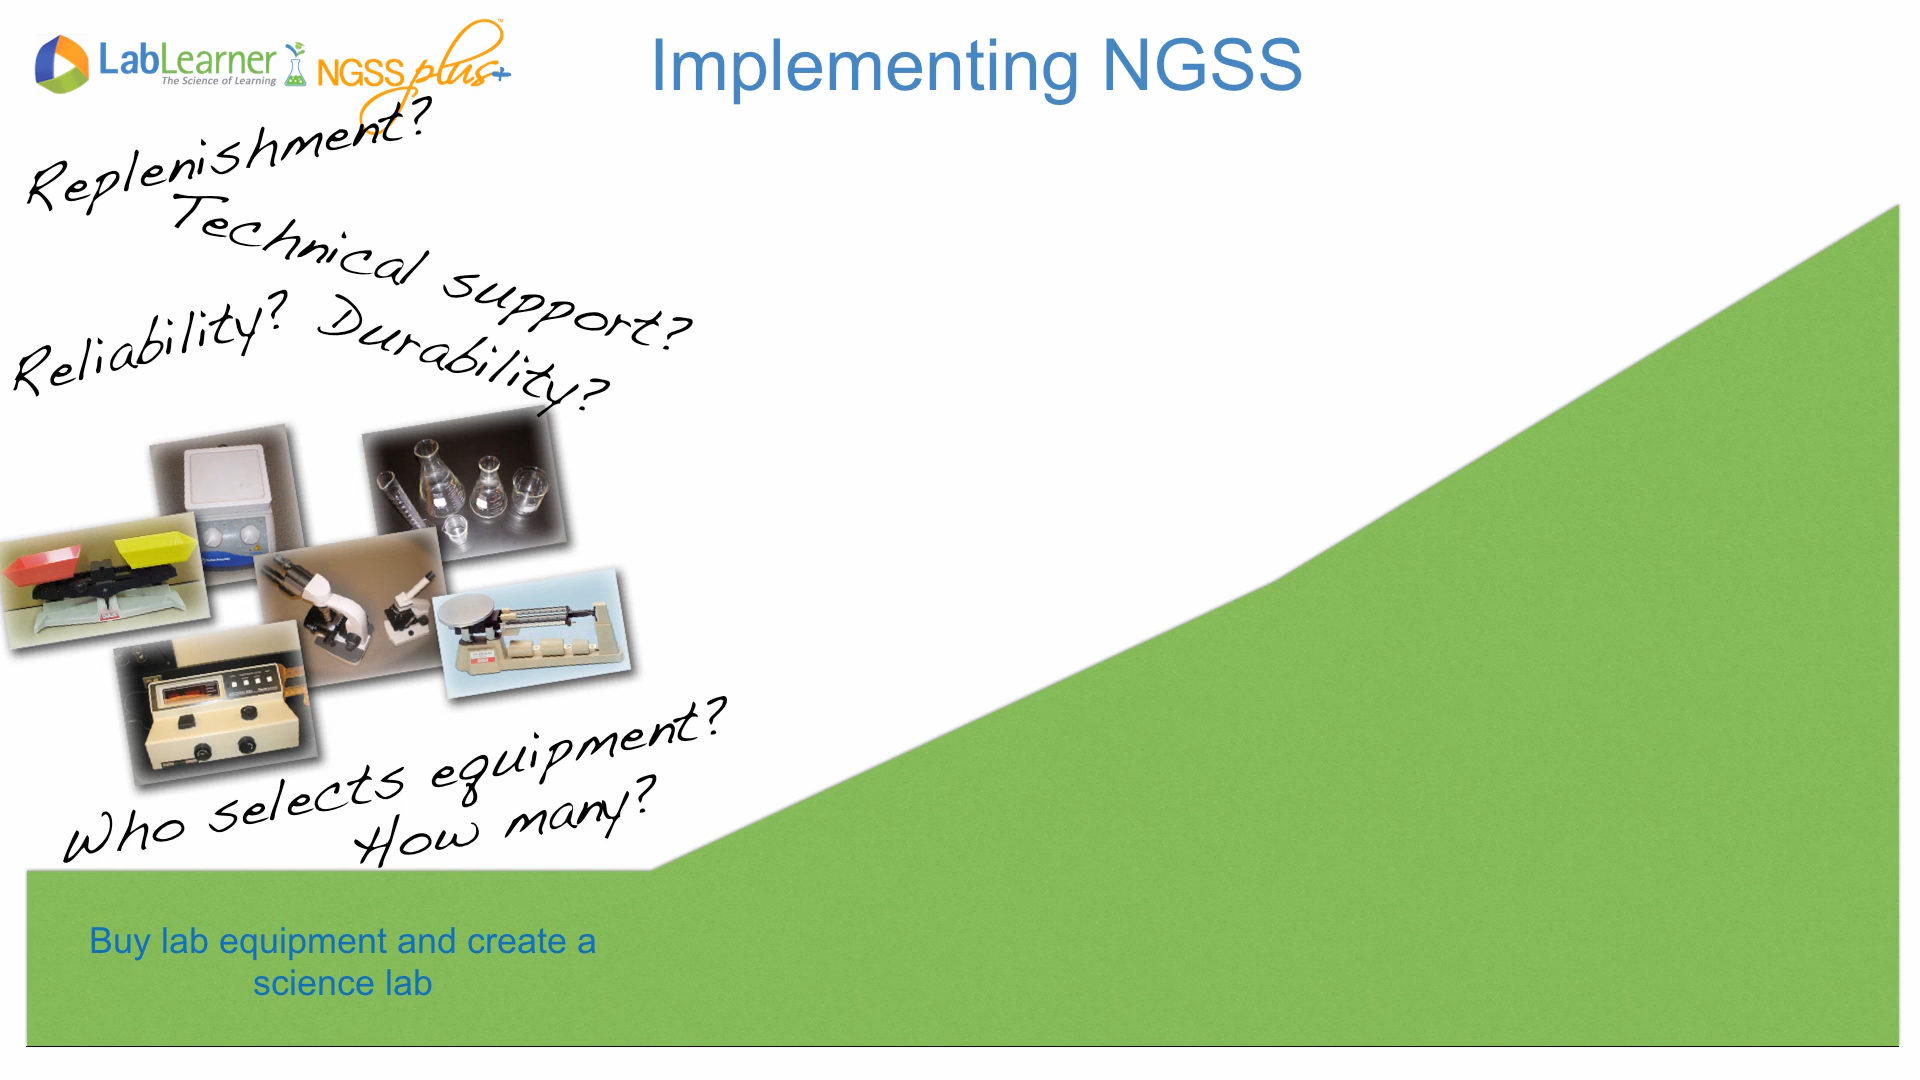 LabLearner
The Science of Learning
NGSS plus+
™
Implementing NGSS
Replenishment?
Technical support?
Reliability?
Durability?
Who selects equipment?
How many?
Buy lab equipment and create a
science lab